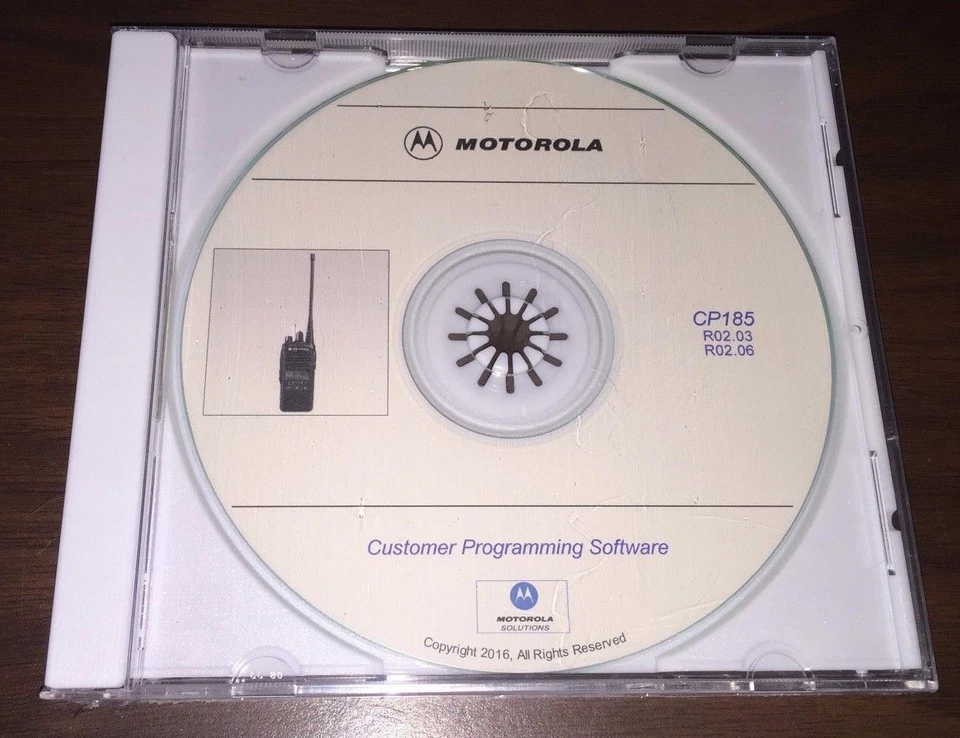 MOTOROLA
CP185
R02.03
R02.06
Customer Programming Software
MOTOROLA
SOLUTIONS
Copyright 2016, All Rights Reserved